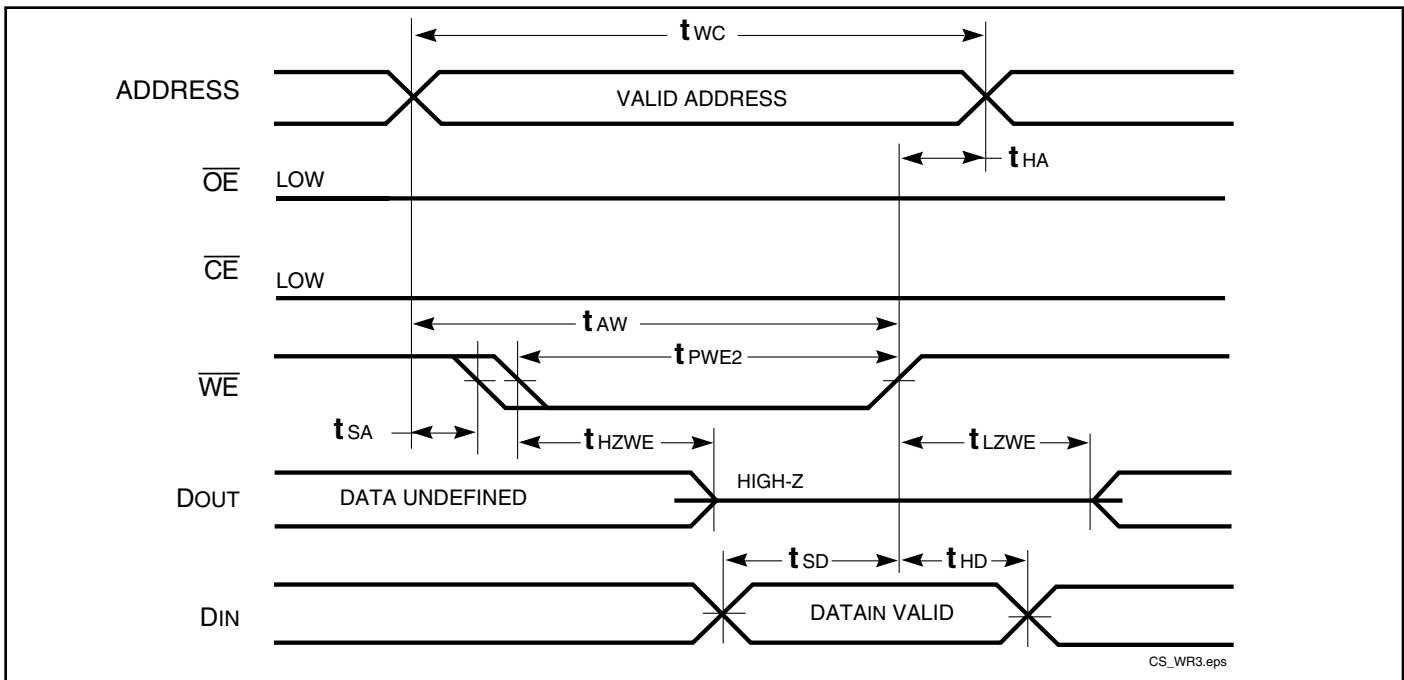 tWC
ADDRESS
VALID ADDRESS
tHA
OE
LOW
CE
LOW
tAW
tPWE2
WE
tSA
tHZWE
tLZWE
DOUT
DATA UNDEFINED
HIGH-Z
tSD
tHD
DIN
DATAIN VALID
CS_WR3.eps